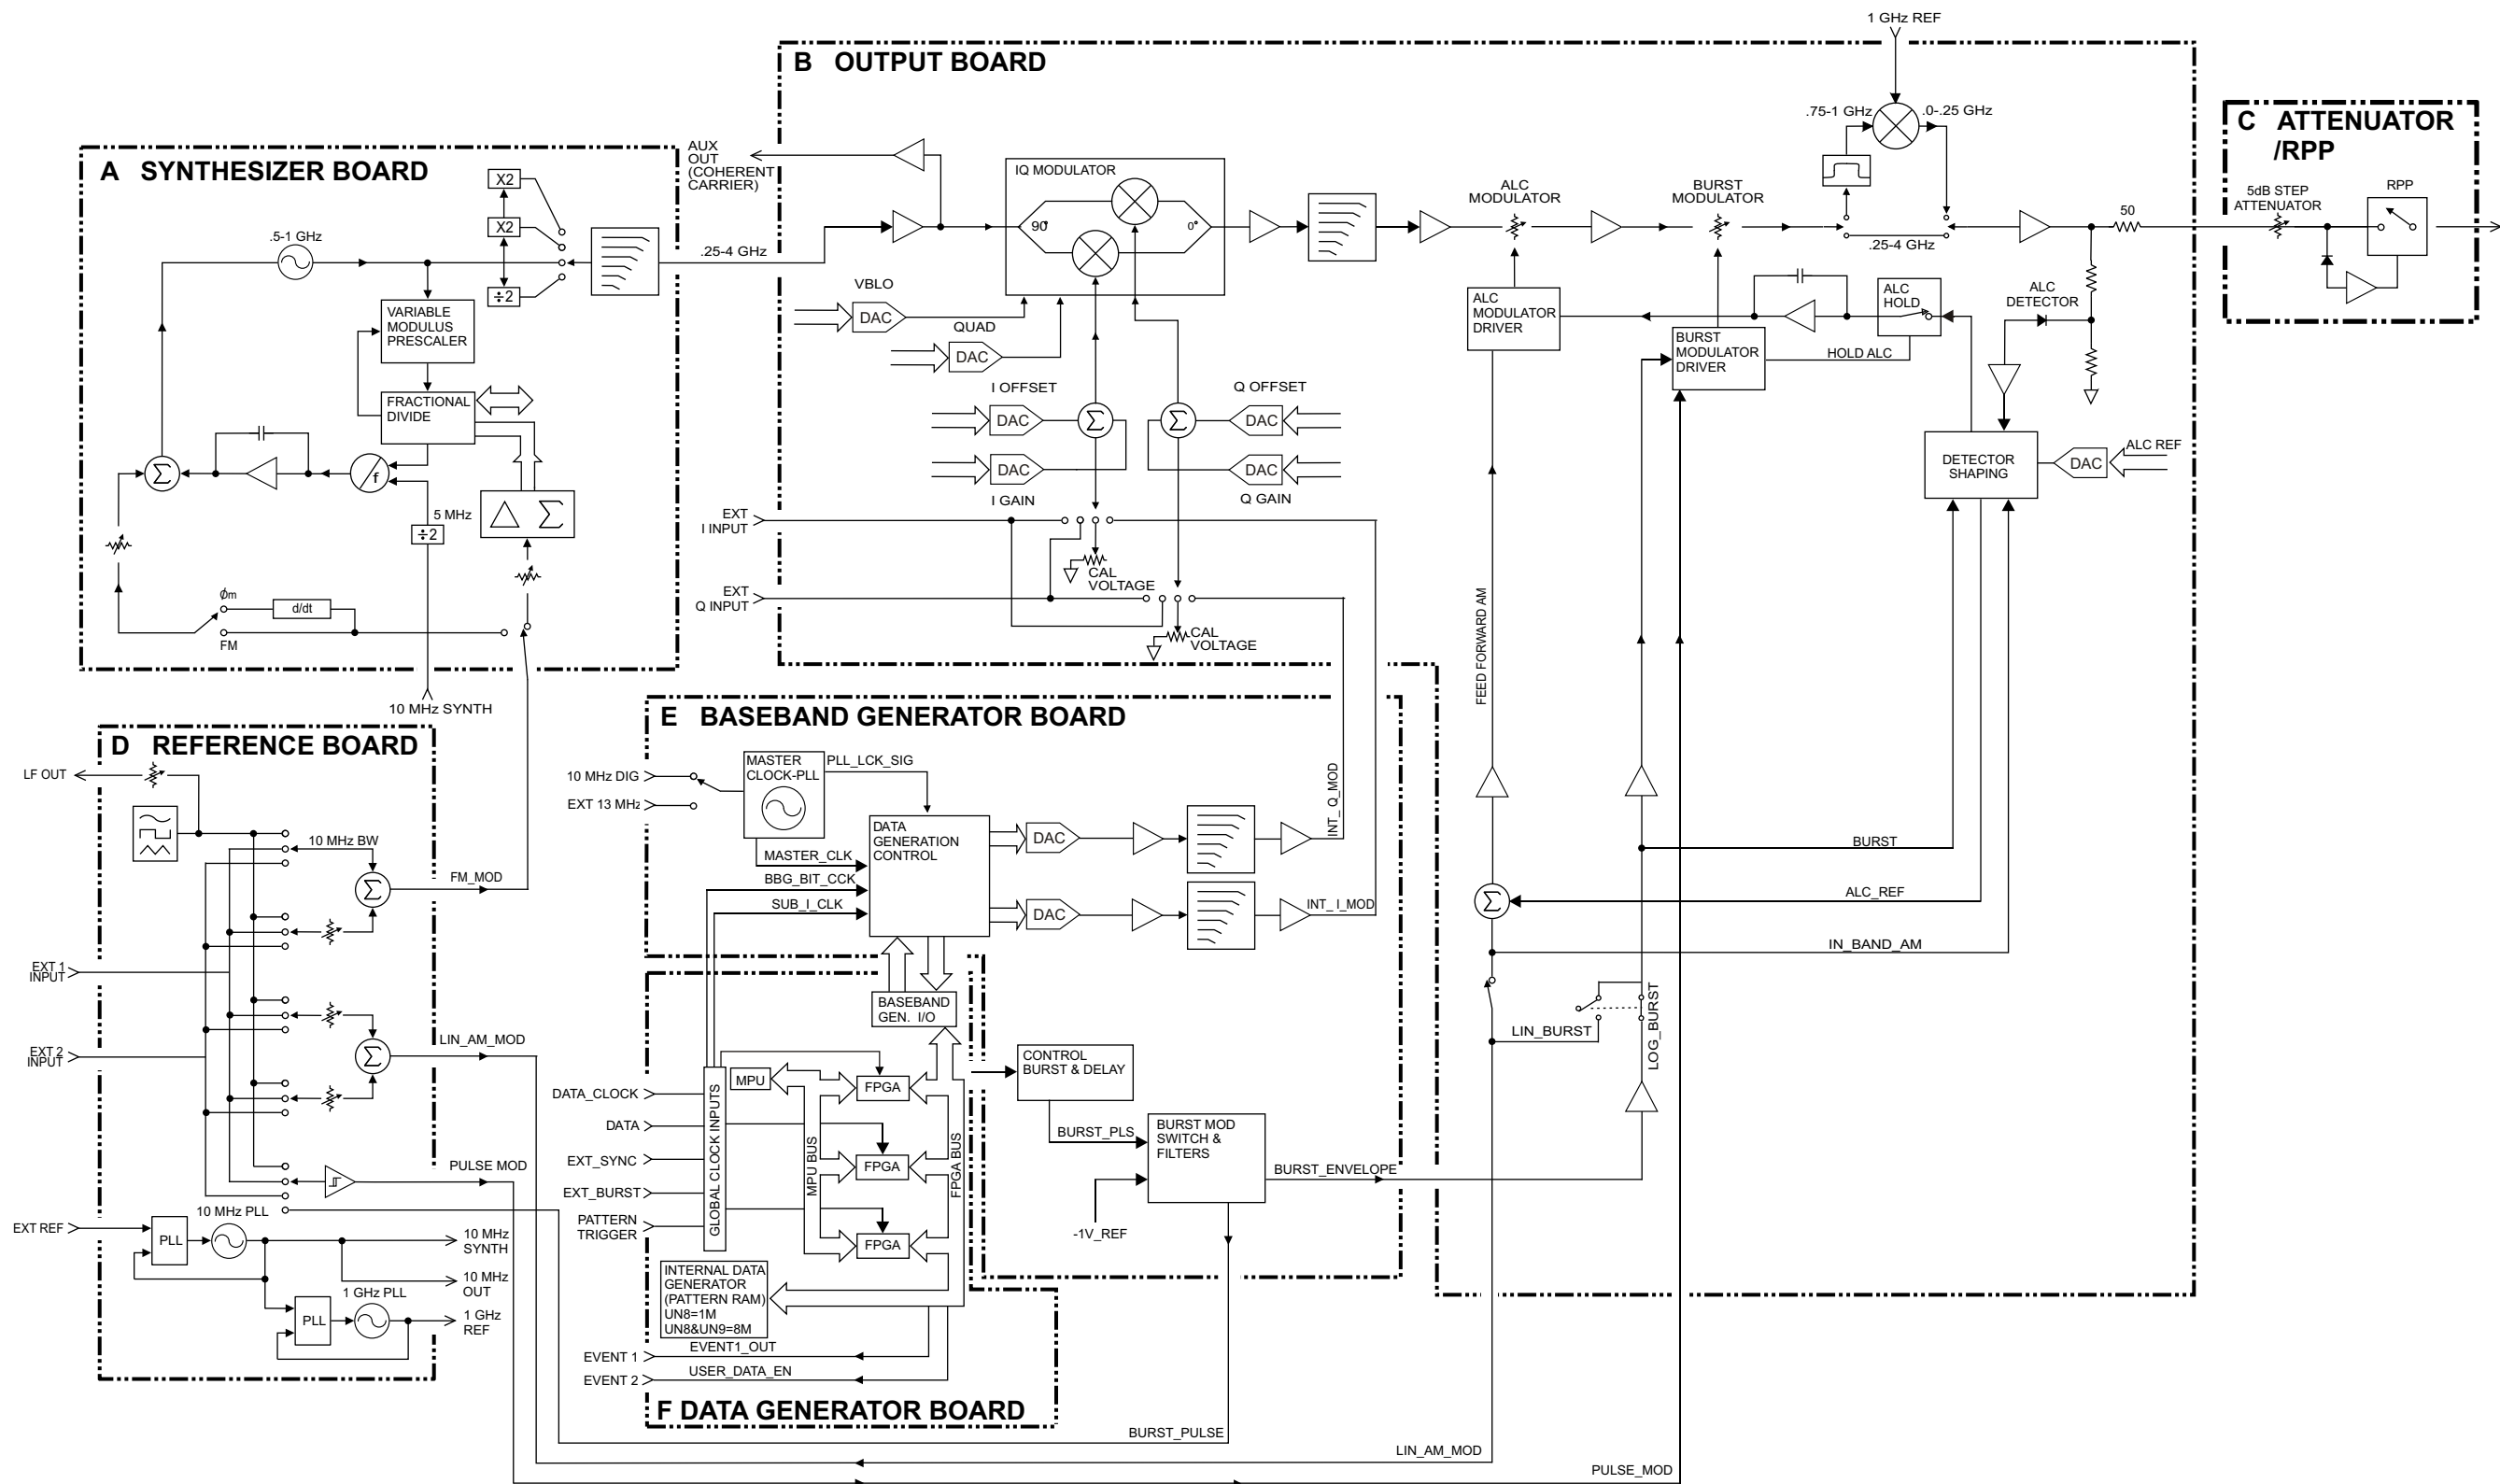 1 GHz REF
B OUTPUT BOARD
.75-1 GHz
.0-.25 GHz
C ATTENUATOR
/RPP
A SYNTHESIZER BOARD
AUX
OUT
(COHERENT
CARRIER)
IQ MODULATOR
90°
0°
ALC
MODULATOR
BURST
MODULATOR
5dB STEP
ATTENUATOR
RPP
50
X2
X2
÷2
.5-1 GHz
.25-4 GHz
.25-4 GHz
VBLO
DAC
QUAD
DAC
ALC
MODULATOR
DRIVER
ALC
HOLD
ALC
DETECTOR
BURST
MODULATOR
DRIVER
HOLD ALC
VARIABLE
MODULUS
PRESCALER
FRACTIONAL
DIVIDE
I OFFSET
DAC
Σ
Σ
Q OFFSET
DAC
DAC
I GAIN
DAC
Q GAIN
DETECTOR
SHAPING
DAC
ALC REF
Σ
f
5 MHz
÷2
△ Σ
EXT
I INPUT
CAL
VOLTAGE
EXT
Q INPUT
CAL
VOLTAGE
ϕm
d/dt
FM
FEED FORWARD AM
10 MHz SYNTH
D REFERENCE BOARD
LF OUT
10 MHz BW
Σ
FM_MOD
EXT 1
INPUT
EXT 2
INPUT
Σ
LIN_AM_MOD
PULSE MOD
EXT REF
10 MHz PLL
PLL
10 MHz
SYNTH
10 MHz
OUT
1 GHz PLL
PLL
1 GHz
REF
E BASEBAND GENERATOR BOARD
10 MHz DIG
EXT 13 MHz
MASTER
CLOCK-PLL
PLL_LCK_SIG
MASTER_CLK
BBG_BIT_CCK
SUB_I_CLK
DATA
GENERATION
CONTROL
DAC
INT_ Q_MOD
DAC
INT_ I_MOD
BASEBAND
GEN. I/O
BURST
Σ
ALC_REF
IN_BAND_AM
LIN_BURST
LOG_BURST
DATA_CLOCK
DATA
EXT_SYNC
EXT_BURST
PATTERN
TRIGGER
GLOBAL CLOCK INPUTS
MPU
MPU BUS
FPGA
FPGA
FPGA
FPGA BUS
CONTROL
BURST & DELAY
BURST_PLS
BURST MOD
SWITCH &
FILTERS
-1V_REF
BURST_ENVELOPE
INTERNAL DATA
GENERATOR
(PATTERN RAM)
UN8=1M
UN8&UN9=8M
EVENT 1
EVENT1_OUT
EVENT 2
USER_DATA_EN
F DATA GENERATOR BOARD
BURST_PULSE
LIN_AM_MOD
PULSE_MOD